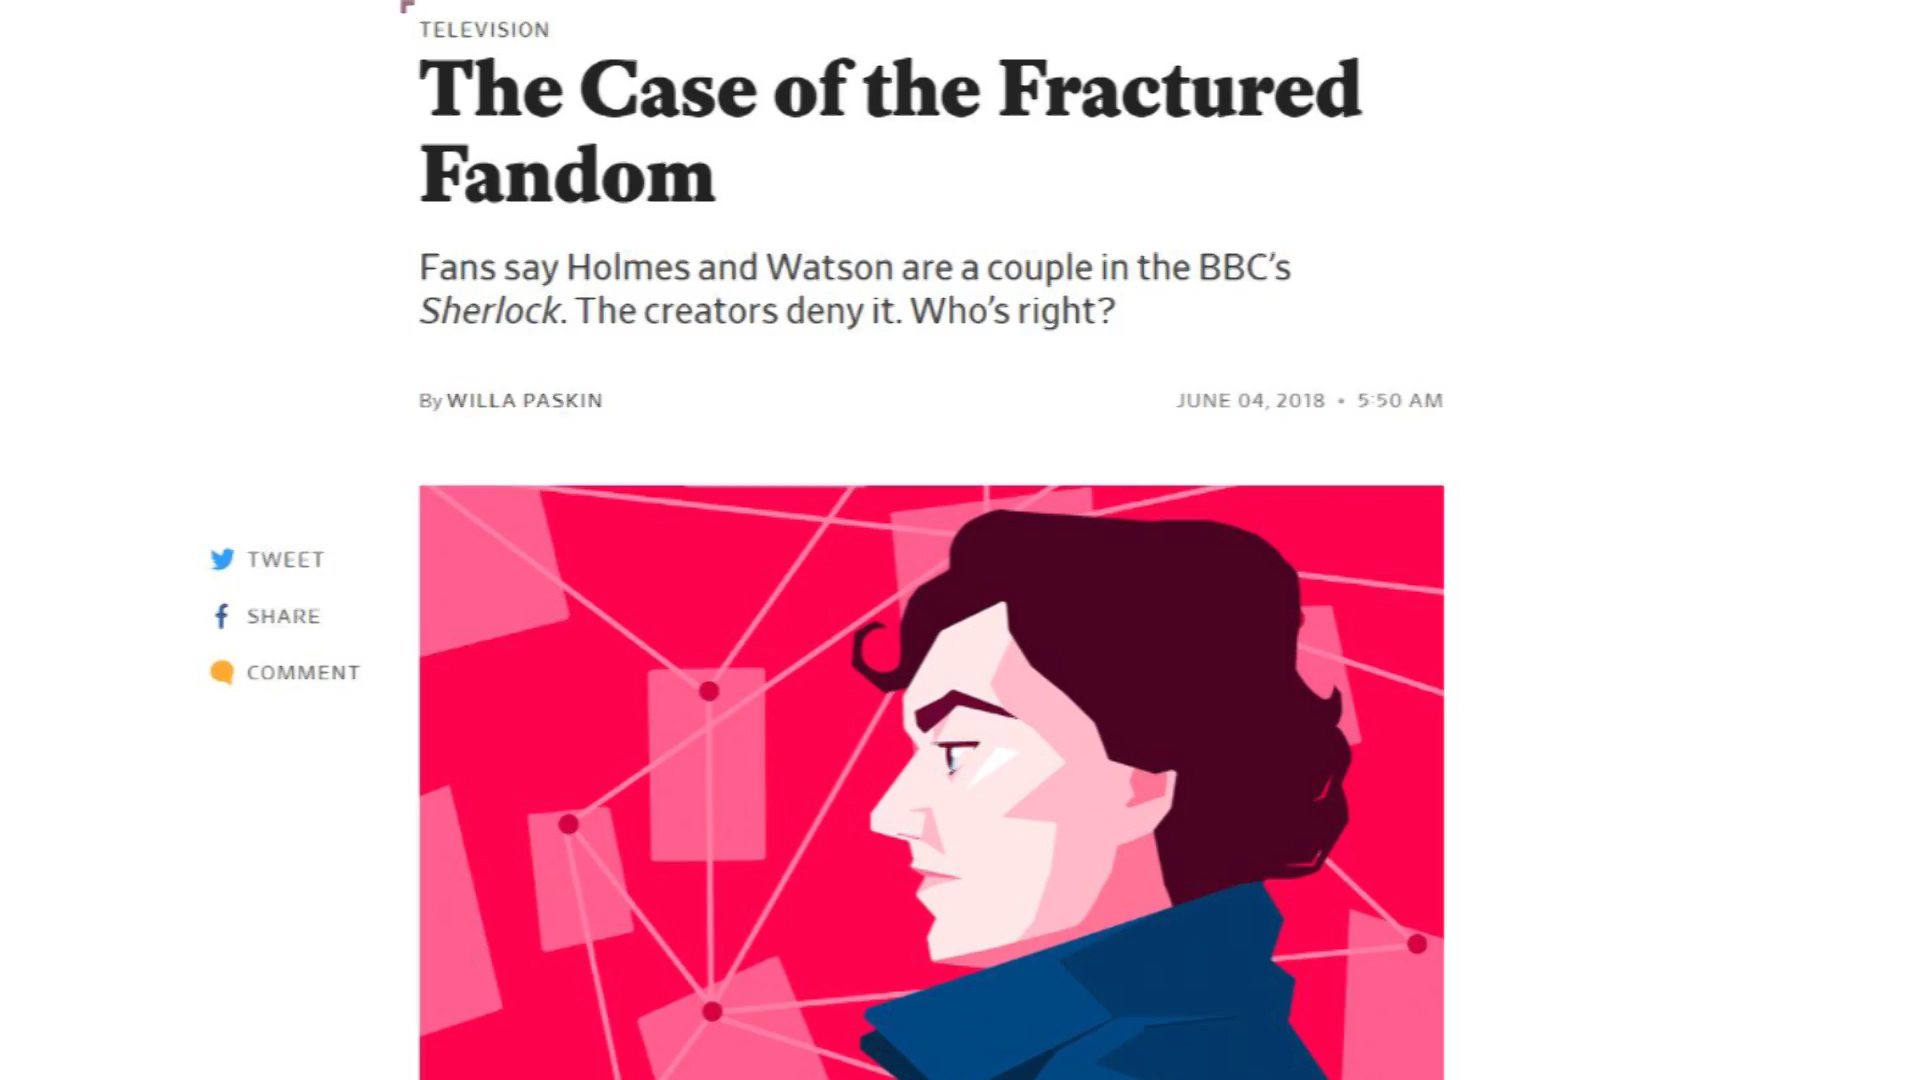 TELEVISION
The Case of the Fractured
Fandom
Fans say Holmes and Watson are a couple in the BBC’s
Sherlock. The creators deny it. Who’s right?
By WILLA PASKIN
JUNE 04, 2018 • 5:50 AM
TWEET
SHARE
COMMENT